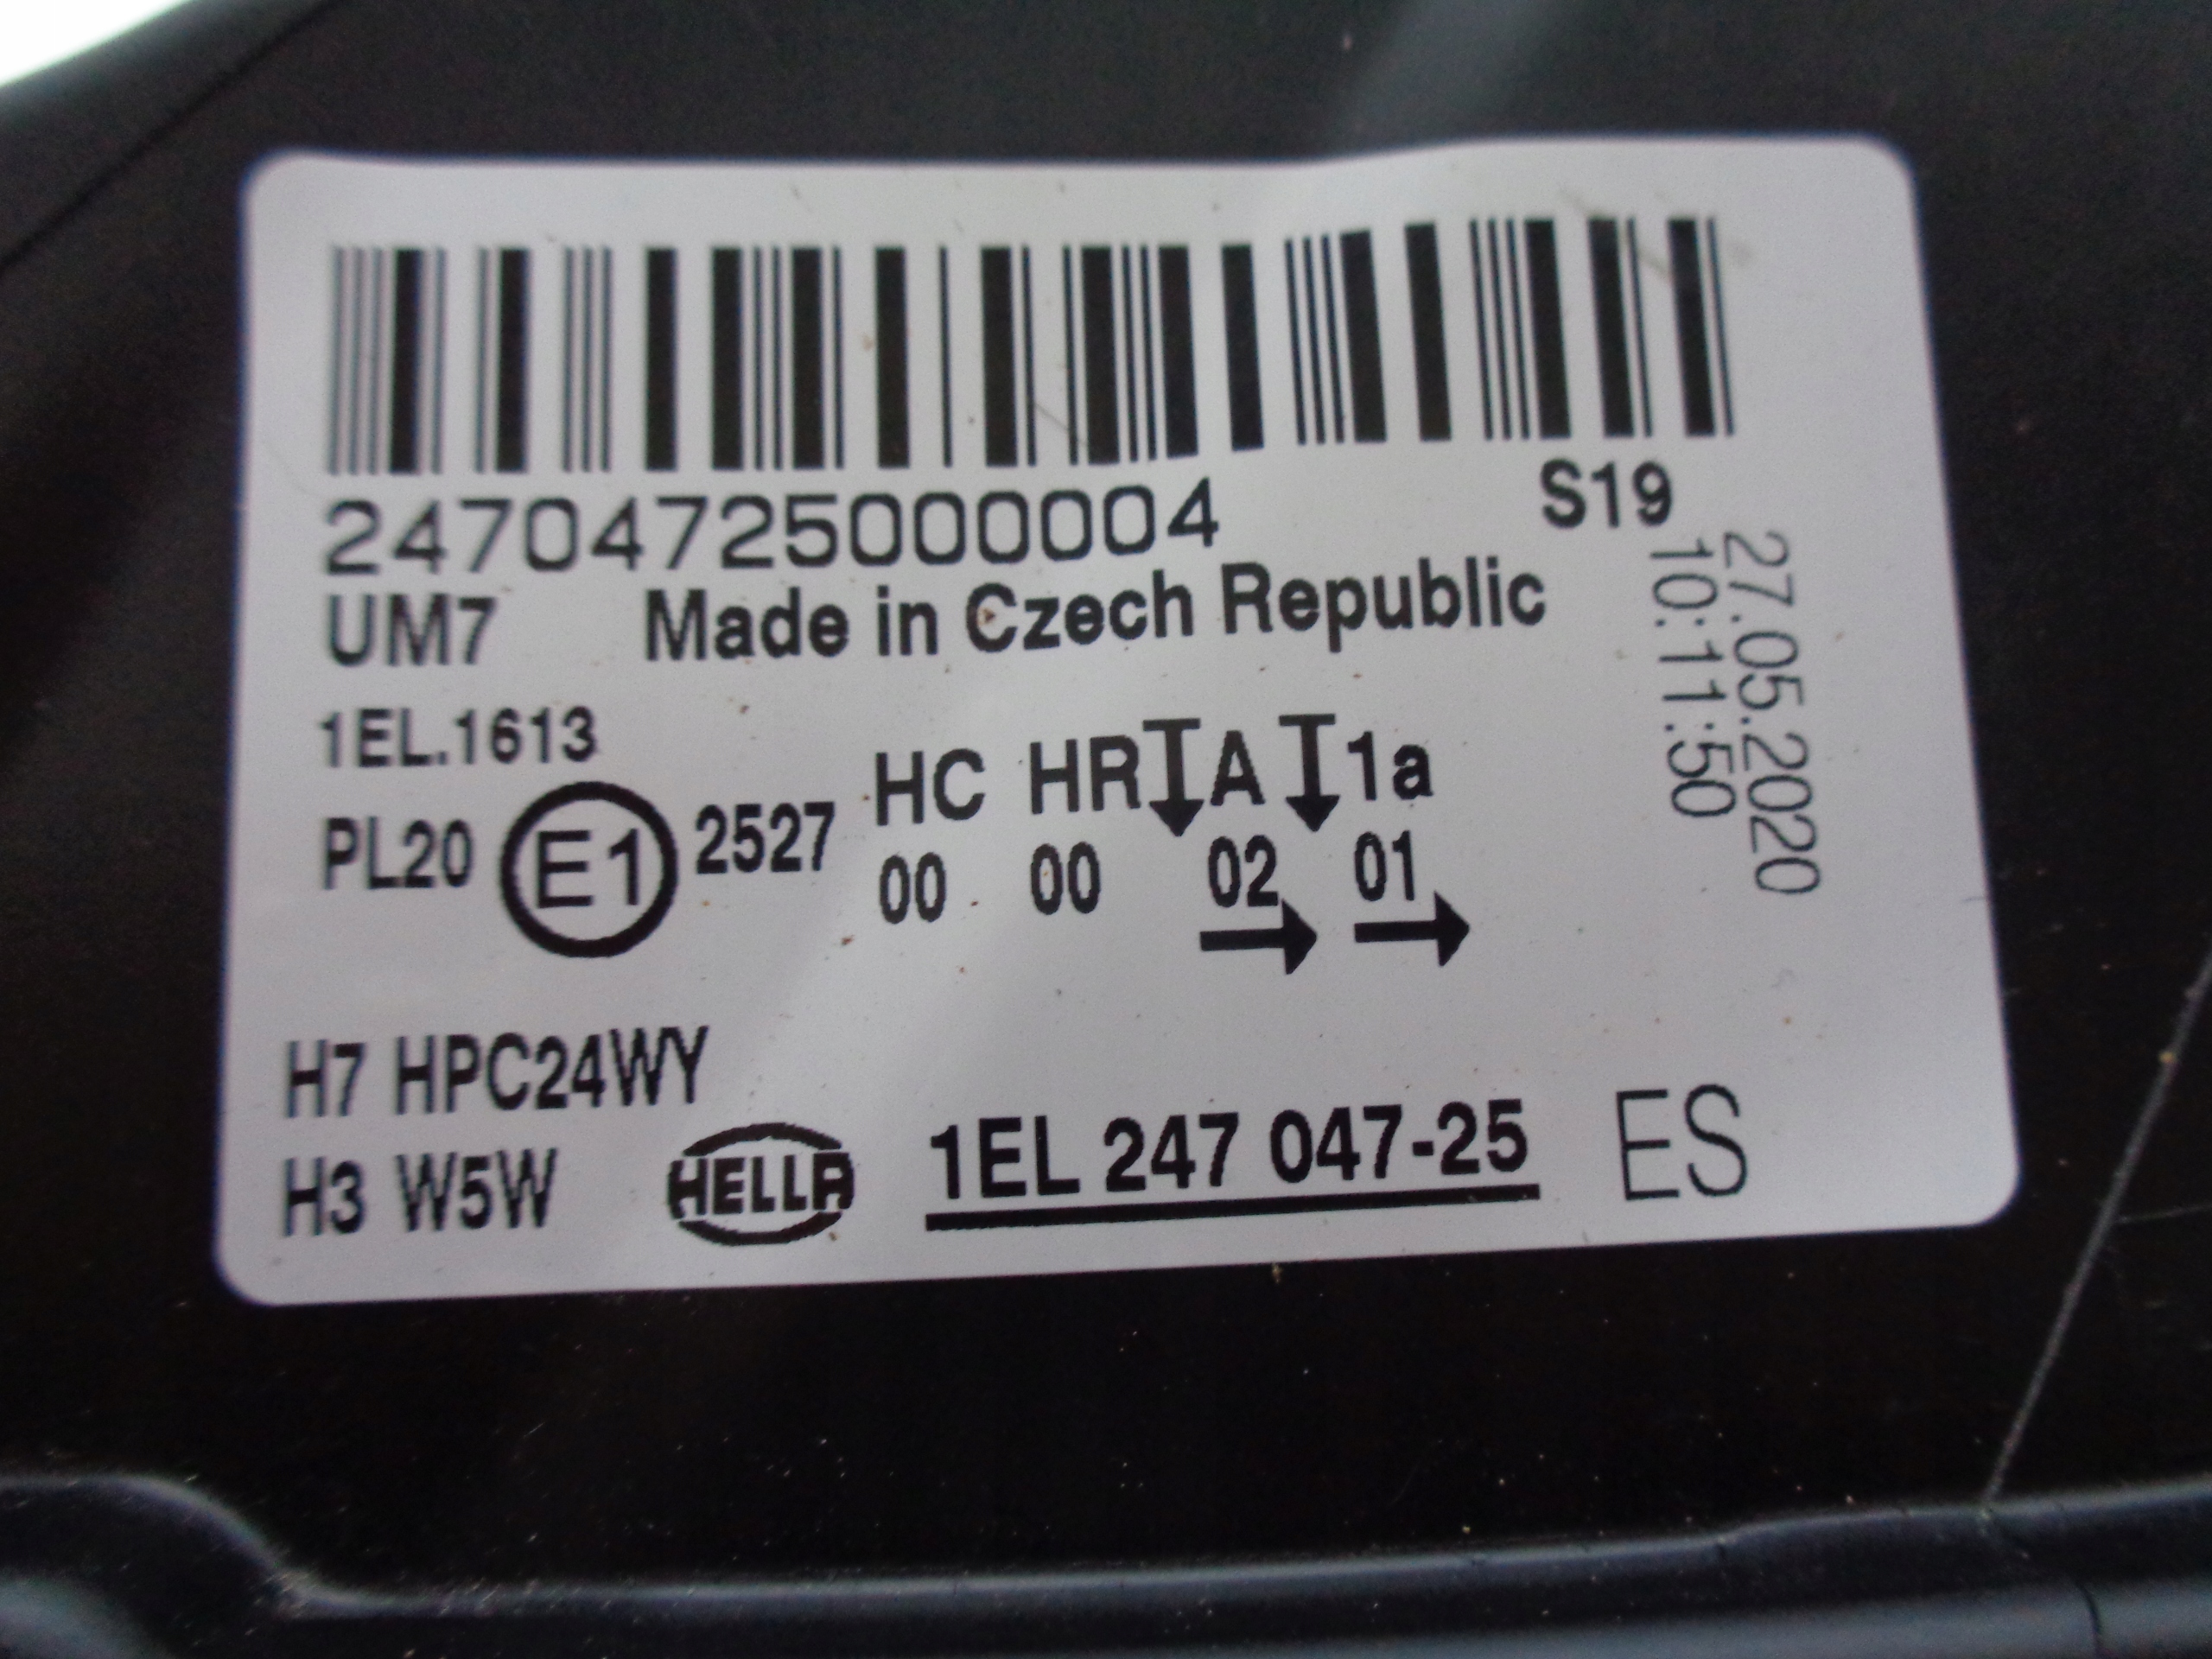 24704725000004
S19
UM7 Made in Czech Republic
27.05.2020
10:11:50
1EL.1613
HC HR A 1a
PL20 E1 2527
00 00 02 01
H7 HPC24WY
H3 W5W HELLA 1EL 247 047-25 ES